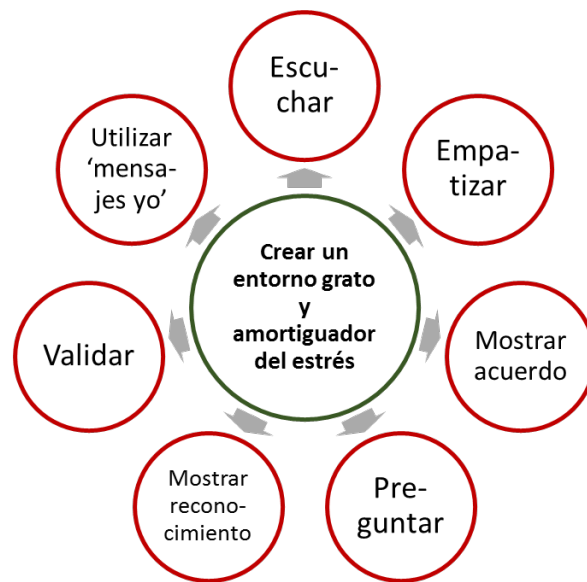 Escu-
char
Empa-
tizar
Mostrar
acuerdo
Pre-
guntar
Mostrar
recono-
cimiento
Validar
Utilizar
‘mensa-
jes yo’
Crear un
entorno grato
y
amortiguador
del estrés